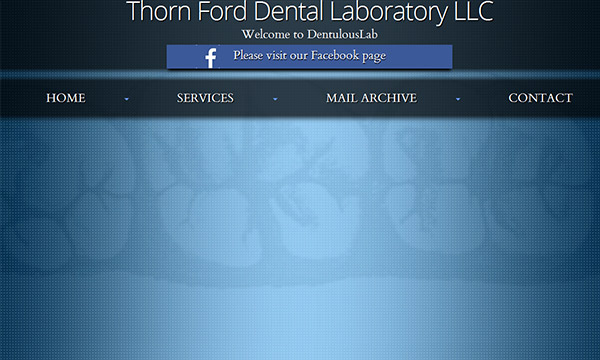 Thorn Ford Dental Laboratory LLC
Welcome to DentulousLab
Please visit our Facebook page
HOME SERVICES MAIL ARCHIVE CONTACT